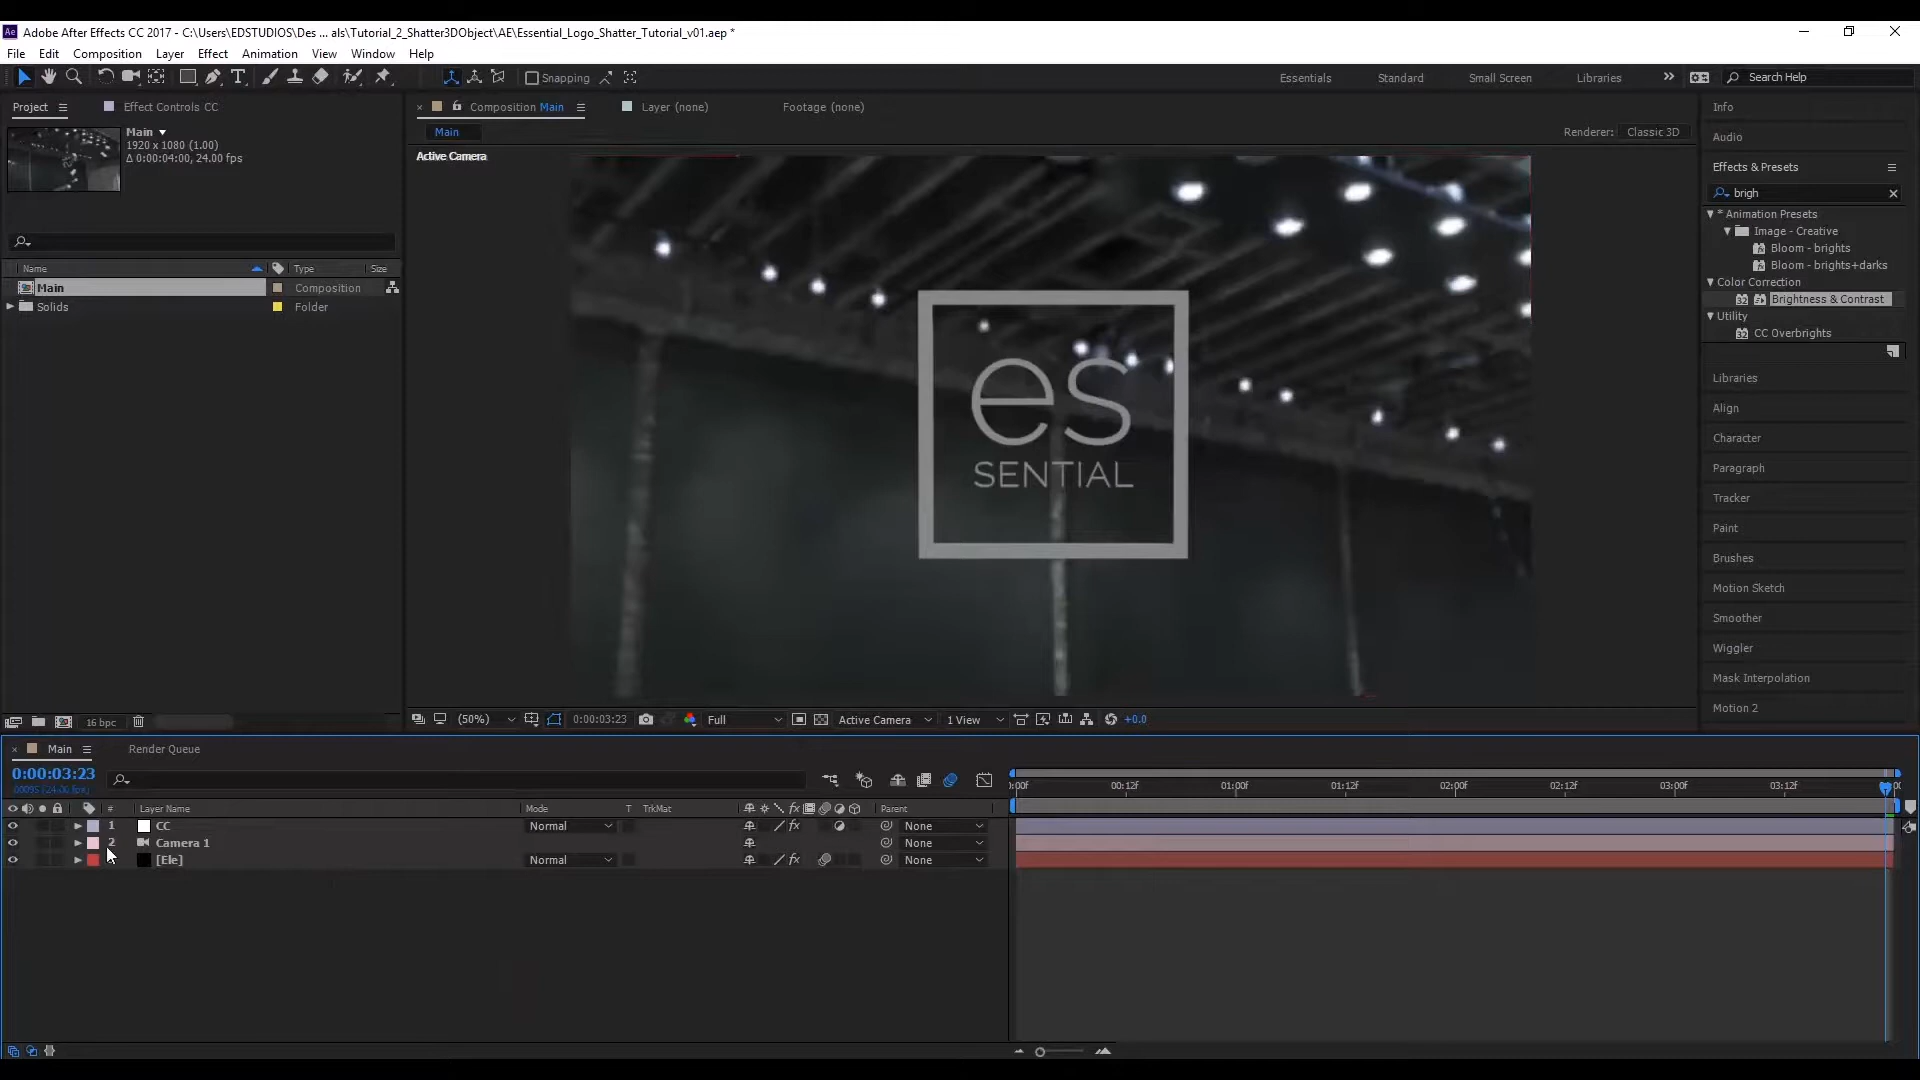 Adobe After Effects CC 2017 - C:\Users\EDSTUDIOS\Des ... als\Tutorial_2_Shatter3DObject\AE\Essential_Logo_Shatter_Tutorial_v01.aep *
File Edit Composition Layer Effect Animation View Window Help
Snapping Essentials Standard Small Screen Libraries Search Help
Project Effect Controls CC Composition Main Layer (none) Footage (none) Info
Main
1920 x 1080 (1.00)
Δ 0:00:04:00, 24.00 fps
Main Renderer: Classic 3D
Active Camera
es
SENTIAL
Audio
Effects & Presets
brigh
* Animation Presets
Image - Creative
Bloom - brights
Bloom - brights+darks
Color Correction
Brightness & Contrast
Utility
CC Overbrights
Libraries
Align
Character
Paragraph
Tracker
Paint
Brushes
Motion Sketch
Smoother
Wiggler
Mask Interpolation
Motion 2
Name Type Size
Main Composition
Solids Folder
16 bpc
(50%) 0:00:03:23 Full Active Camera 1 View +0.0
Main Render Queue
0:00:03:23
00095 (24.00 fps)
):00f 00:12f 01:00f 01:12f 02:00f 02:12f 03:00f 03:12f
# Layer Name Mode T TrkMat Parent
1 CC Normal None
2 Camera 1 None
[Ele] Normal None